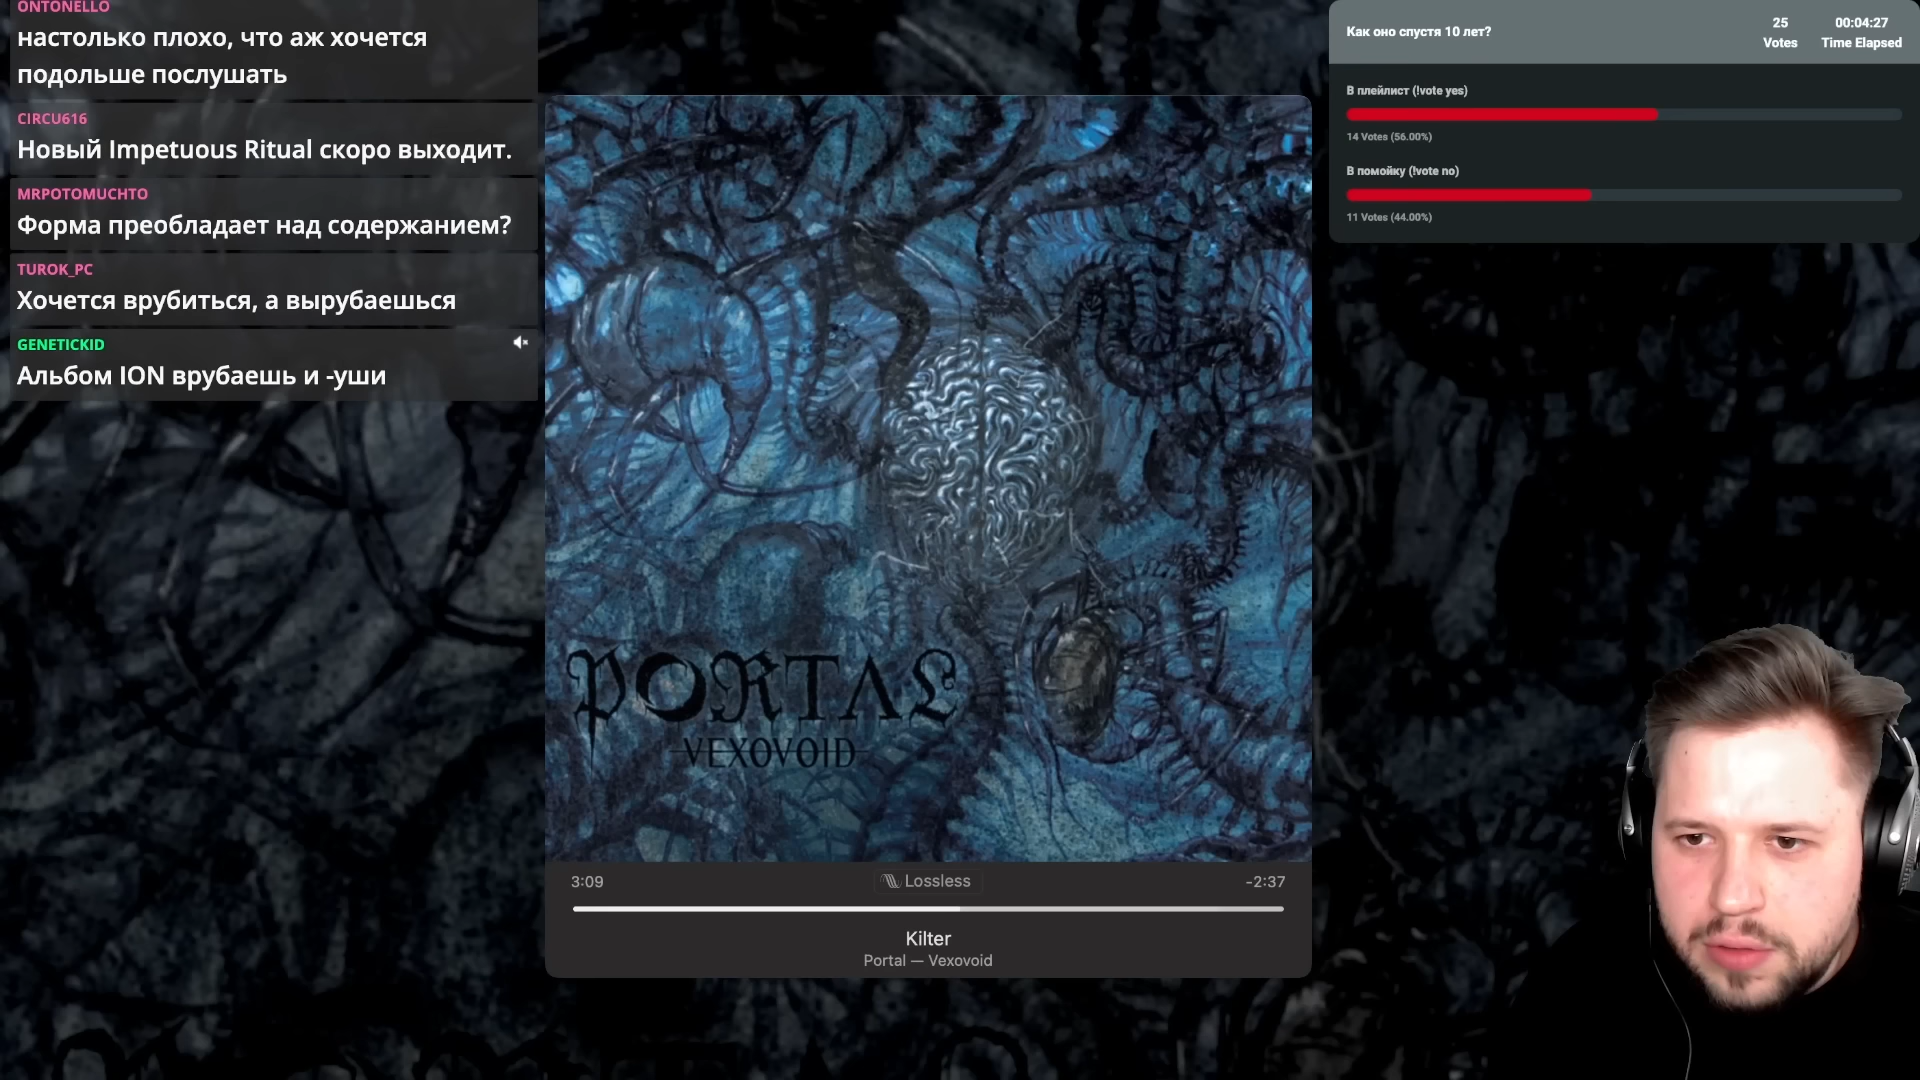 ONTONELLO
настолько плохо, что аж хочется
подольше послушать
CIRCU616
Новый Impetuous Ritual скоро выходит.
MRPOTOMUCHTO
Форма преобладает над содержанием?
TUROK_PC
Хочется врубиться, а вырубаешься
GENETICKID
Альбом ION врубаешь и -уши
PORTAL
VEXOVOID
3:09
Lossless
-2:37
Kilter
Portal — Vexovoid
Как оно спустя 10 лет?
25
Votes
00:04:27
Time Elapsed
В плейлист (!vote yes)
14 Votes (56.00%)
В помойку (!vote no)
11 Votes (44.00%)